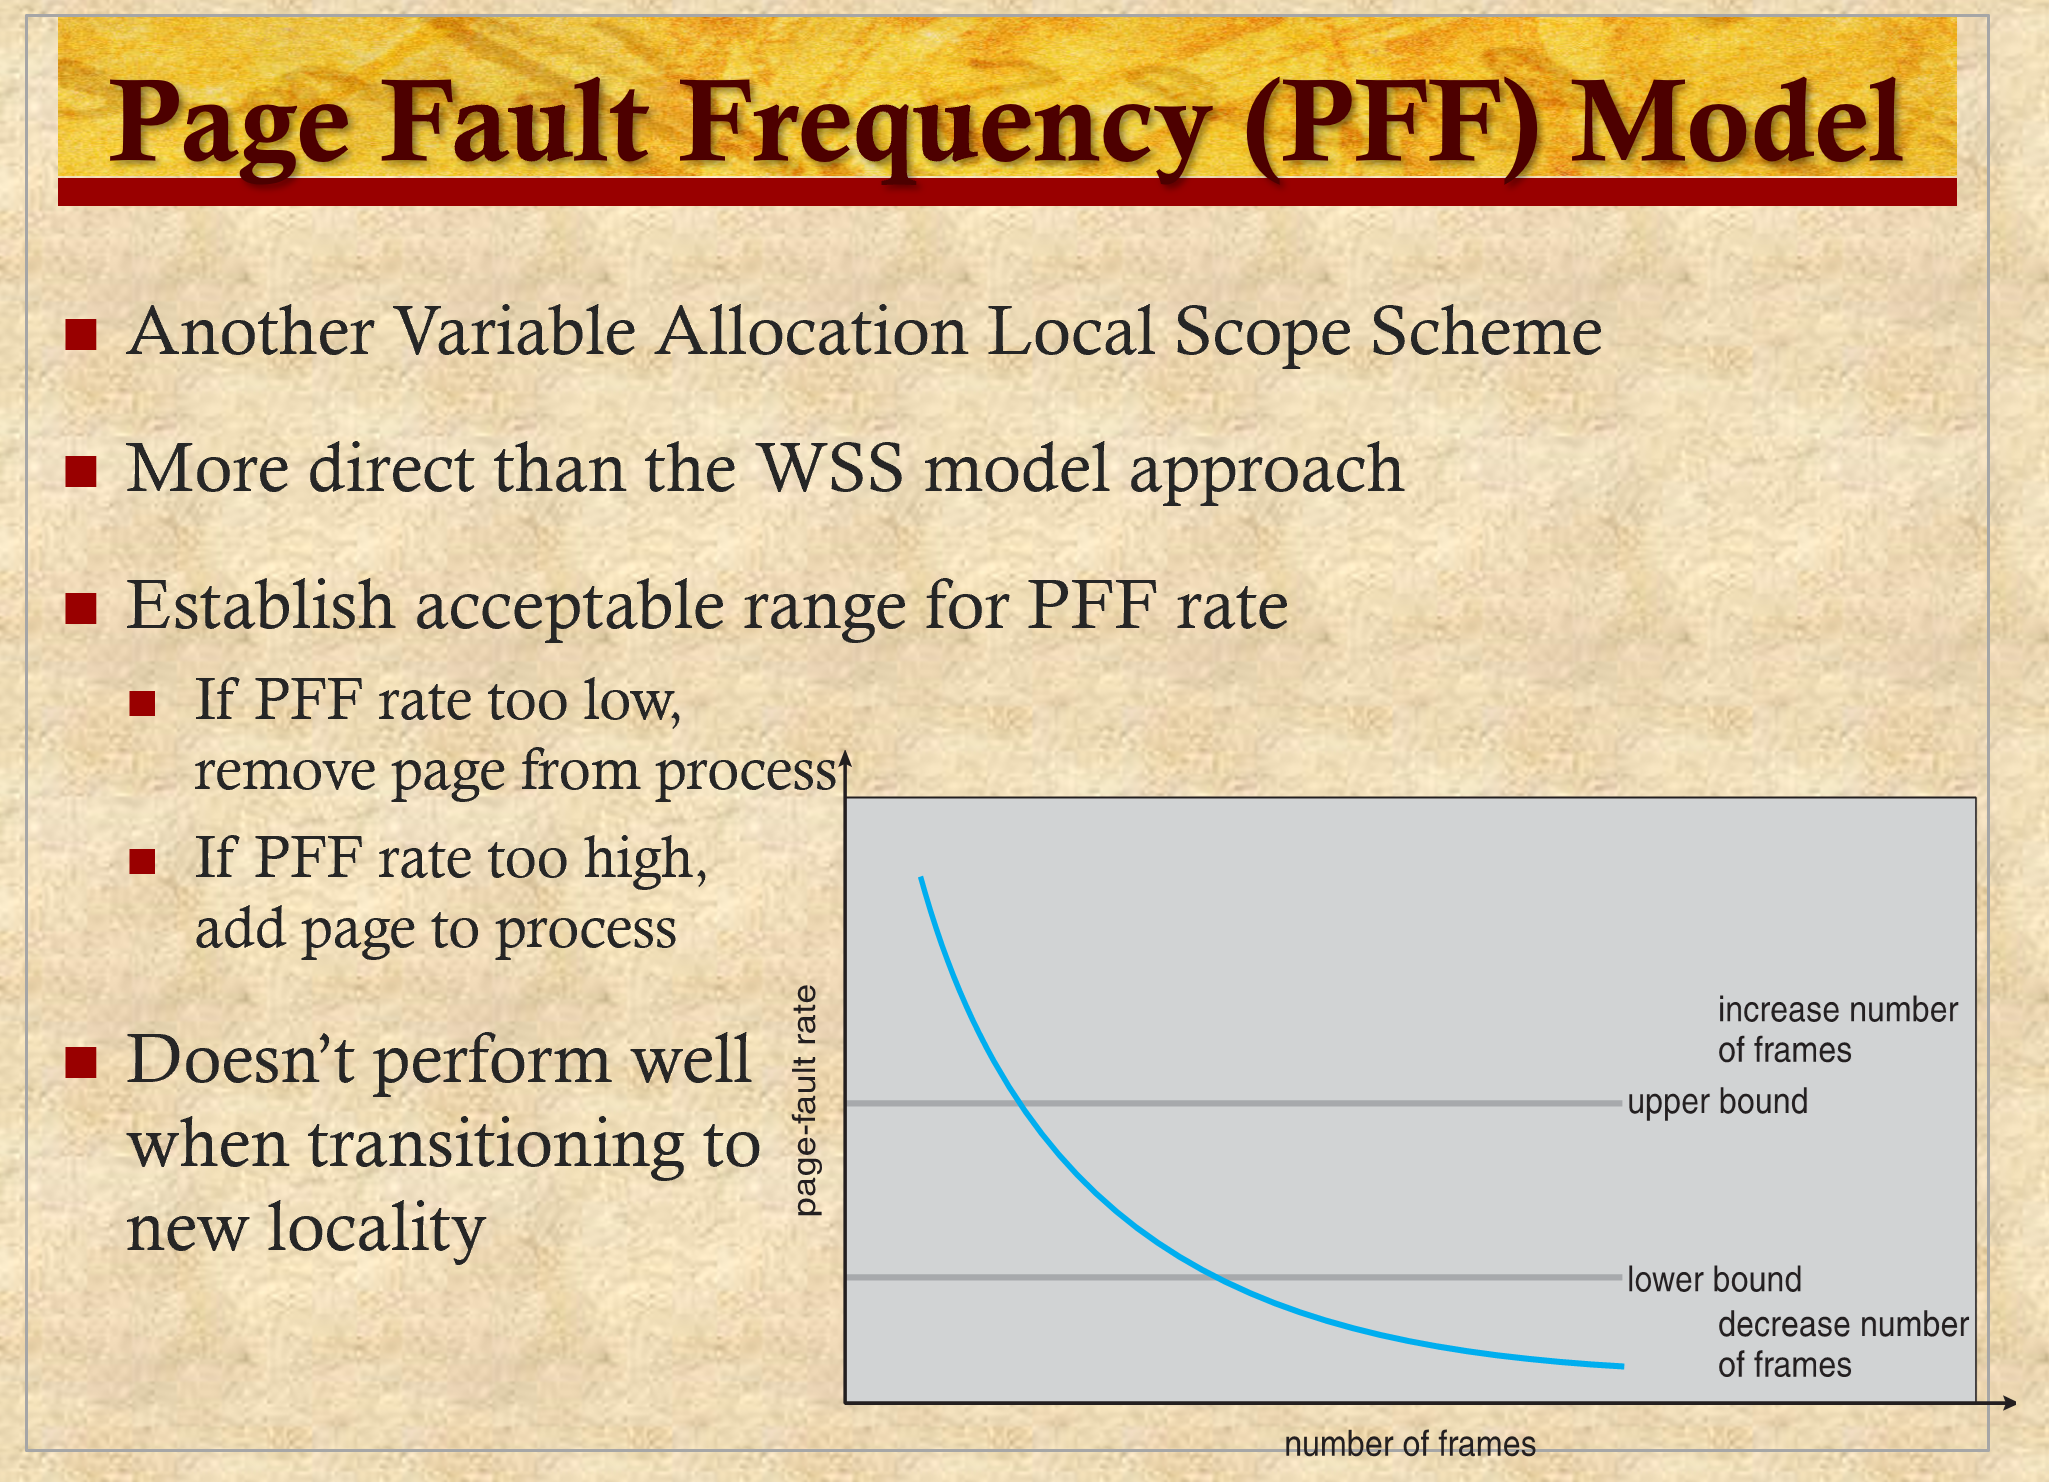 Page Fault Frequency (PFF) Model
Another Variable Allocation Local Scope Scheme
More direct than the WSS model approach
Establish acceptable range for PFF rate
If PFF rate too low,
remove page from process
If PFF rate too high,
add page to process
Doesn’t perform well
when transitioning to
new locality
page-fault rate
increase number
of frames
upper bound
lower bound
decrease number
of frames
number of frames